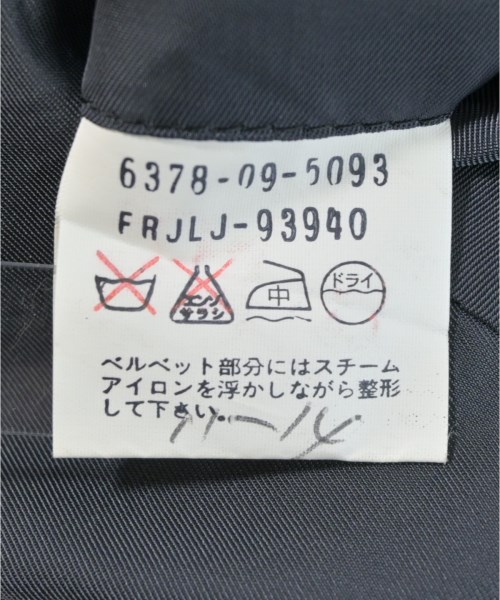 6378-09-5093
FRJLJ-93940
エンソ 中 ドライ
サラシ
ベルベット部分にはスチーム
アイロンを浮かしながら整形
して下さい。
11-14